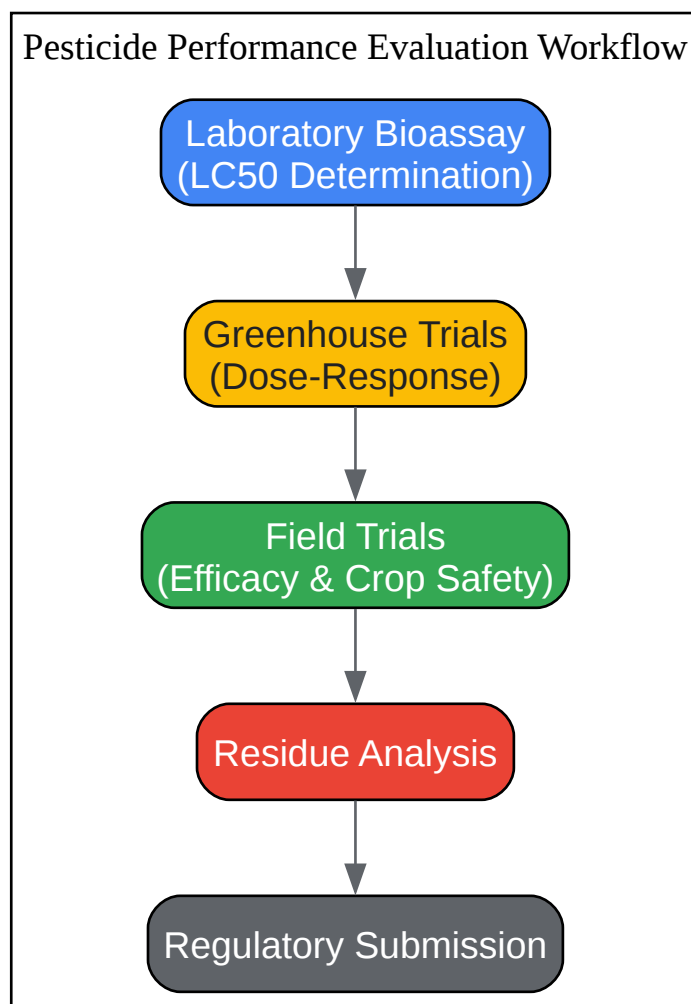 Pesticide Performance Evaluation Workflow
Laboratory Bioassay
(LC50 Determination)
Greenhouse Trials
(Dose-Response)
Field Trials
(Efficacy & Crop Safety)
Residue Analysis
Regulatory Submission